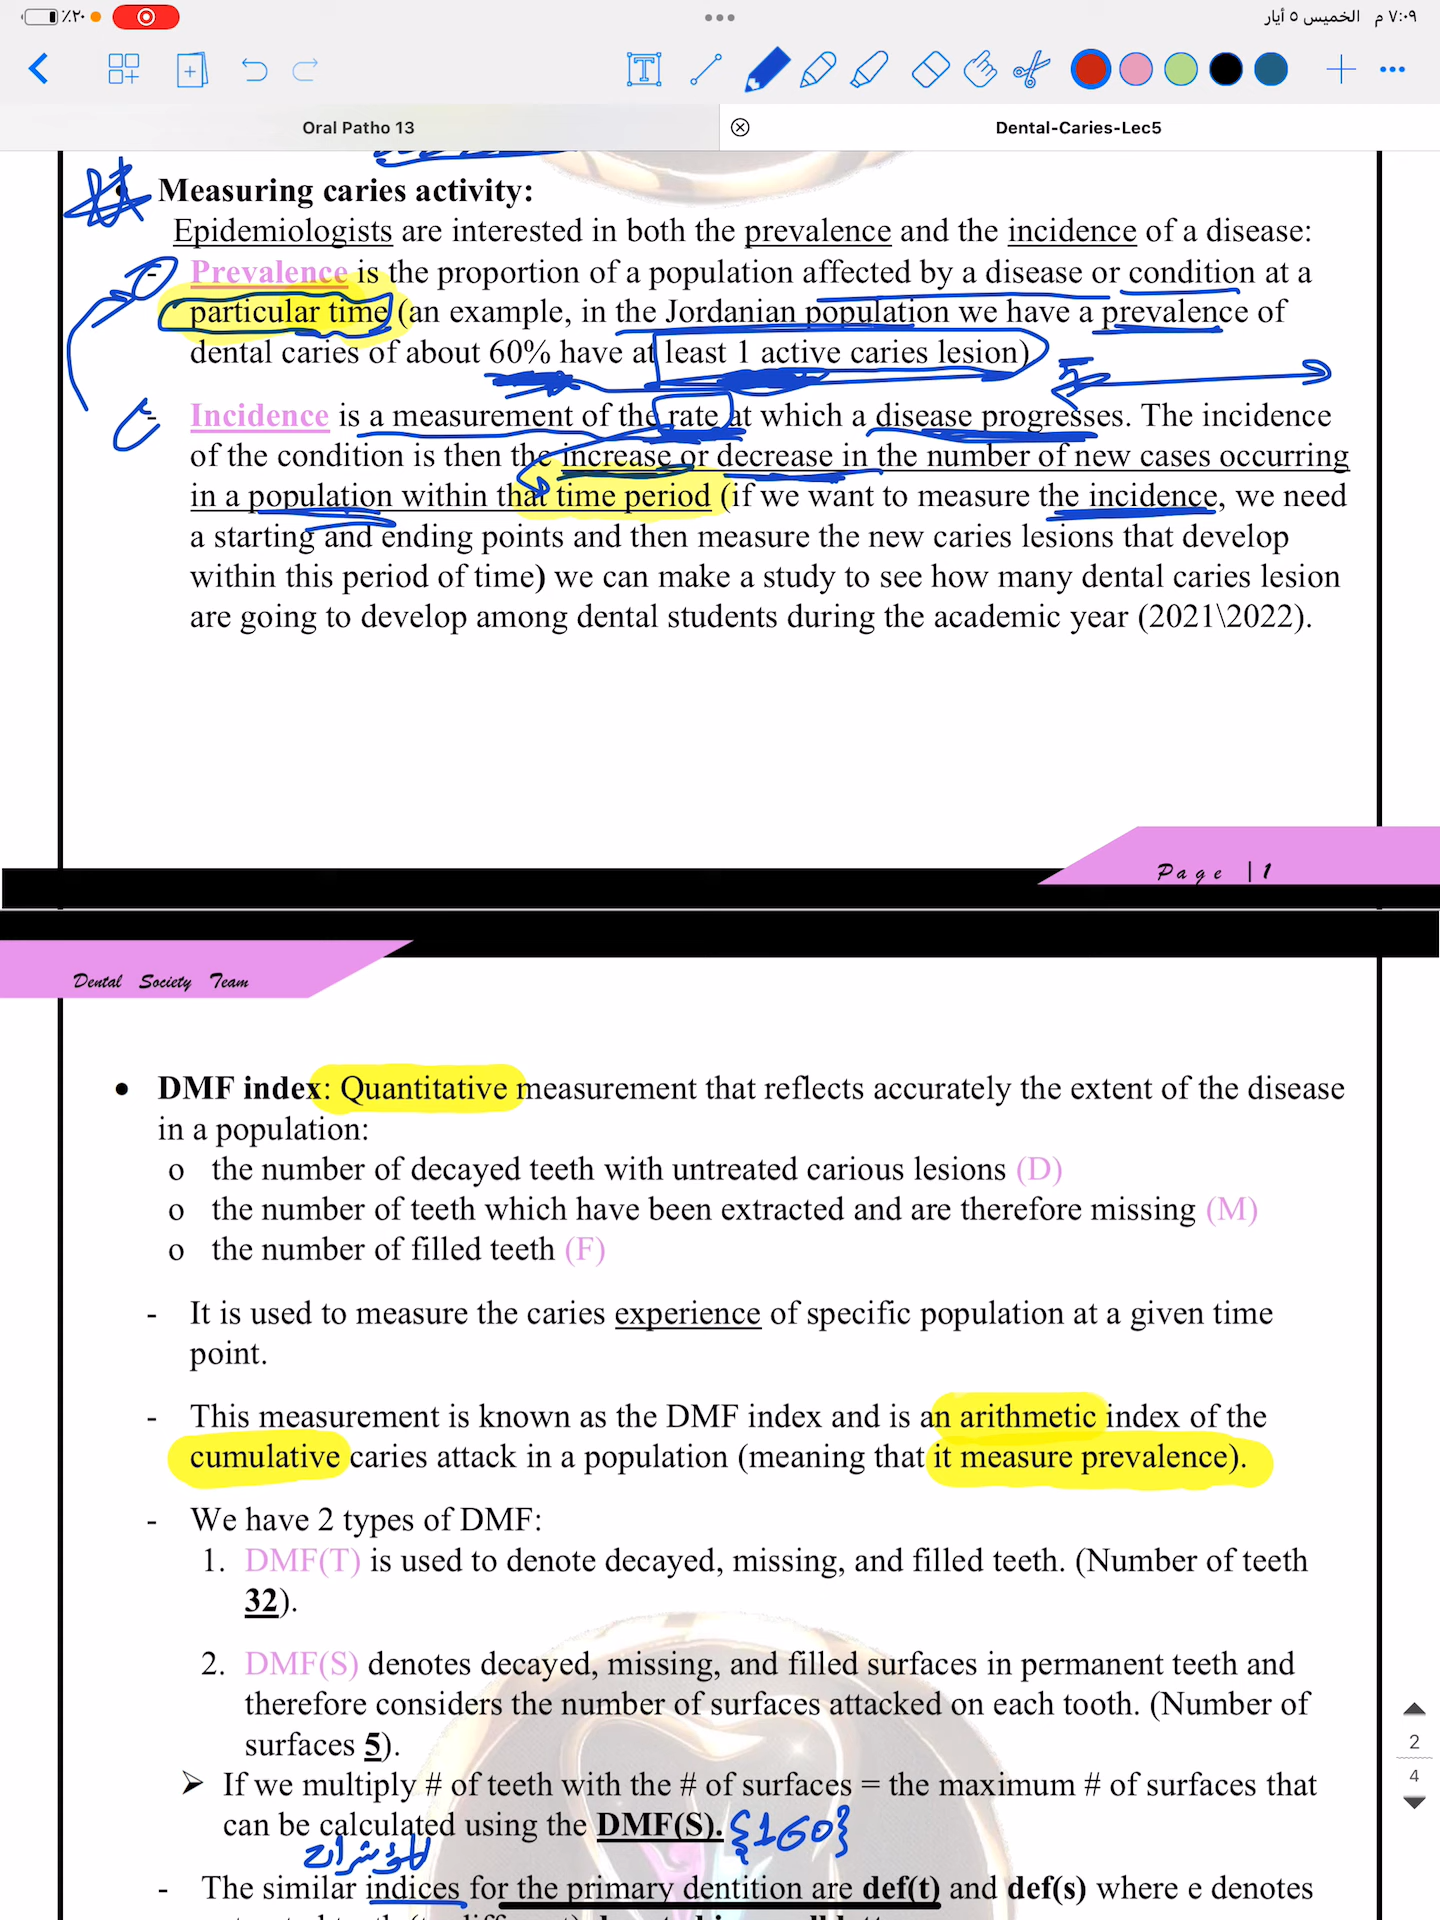 ٪٢٠
٧:٠٩ م الخميس ٥ أيار
Oral Patho 13
Dental-Caries-Lec5
Measuring caries activity:
Epidemiologists are interested in both the prevalence and the incidence of a disease:
- Prevalence is the proportion of a population affected by a disease or condition at a
particular time (an example, in the Jordanian population we have a prevalence of
dental caries of about 60% have at least 1 active caries lesion)
- Incidence is a measurement of the rate at which a disease progresses. The incidence
of the condition is then the increase or decrease in the number of new cases occurring
in a population within that time period (if we want to measure the incidence, we need
a starting and ending points and then measure the new caries lesions that develop
within this period of time) we can make a study to see how many dental caries lesion
are going to develop among dental students during the academic year (2021\2022).
Page |1
Dental Society Team
• DMF index: Quantitative measurement that reflects accurately the extent of the disease
in a population:
o the number of decayed teeth with untreated carious lesions (D)
o the number of teeth which have been extracted and are therefore missing (M)
o the number of filled teeth (F)
- It is used to measure the caries experience of specific population at a given time
point.
- This measurement is known as the DMF index and is an arithmetic index of the
cumulative caries attack in a population (meaning that it measure prevalence).
- We have 2 types of DMF:
1. DMF(T) is used to denote decayed, missing, and filled teeth. (Number of teeth
32).
2. DMF(S) denotes decayed, missing, and filled surfaces in permanent teeth and
therefore considers the number of surfaces attacked on each tooth. (Number of
surfaces 5).
➢ If we multiply # of teeth with the # of surfaces = the maximum # of surfaces that
can be calculated using the DMF(S). {160}
المؤشرات
- The similar indices for the primary dentition are def(t) and def(s) where e denotes
2
4